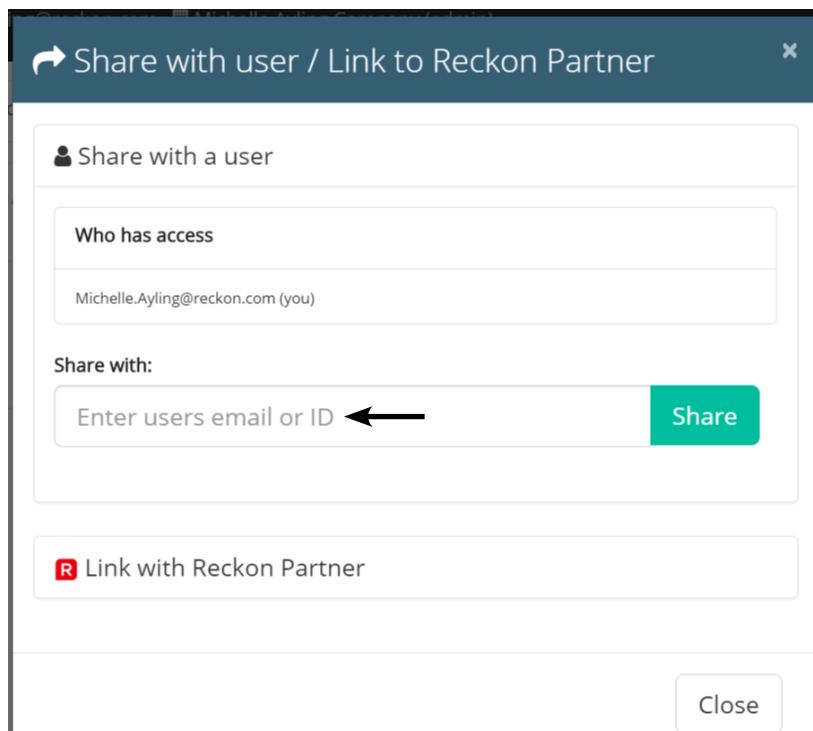 Share with user / Link to Reckon Partner
×
Share with a user
Who has access
Michelle.Ayling@reckon.com (you)
Share with:
Enter users email or ID
Share
R Link with Reckon Partner
Close